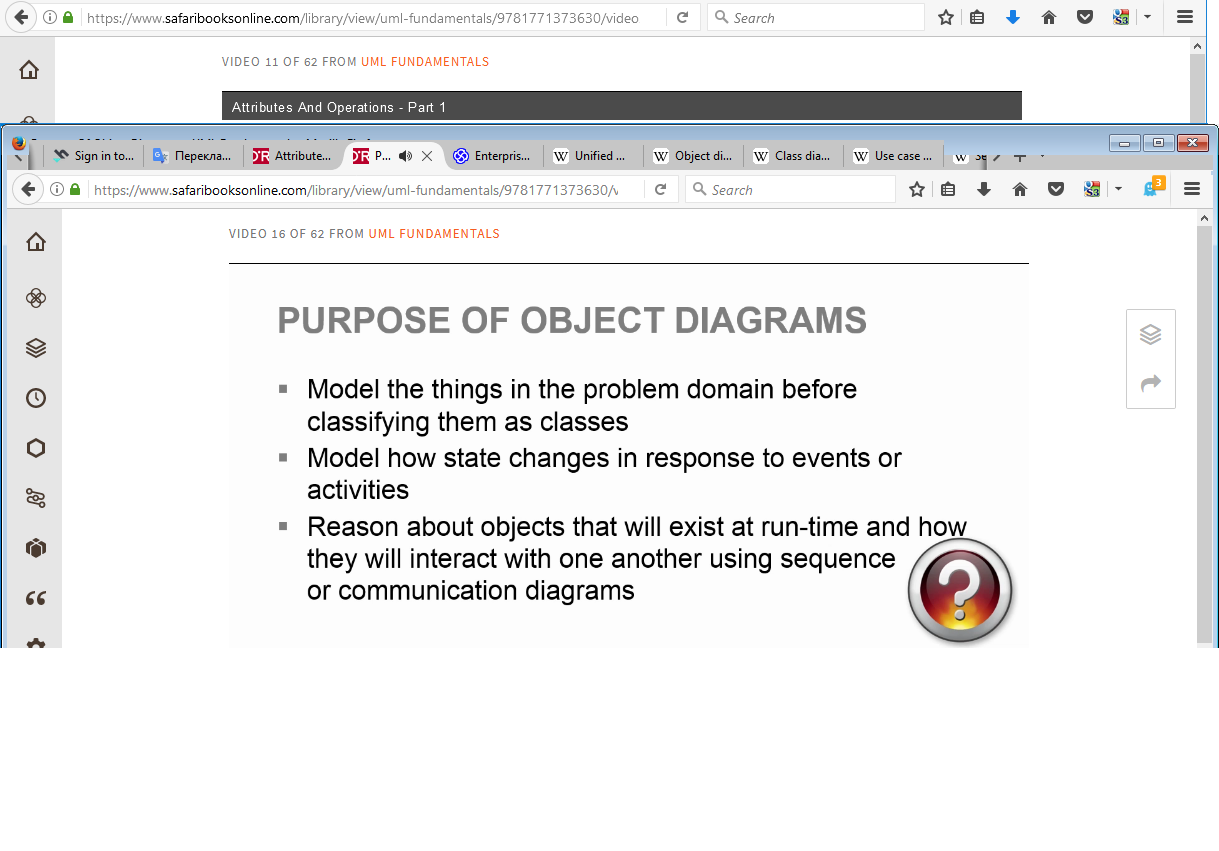 https://www.safaribooksonline.com/library/view/uml-fundamentals/9781771373630/video
Search
VIDEO 11 OF 62 FROM UML FUNDAMENTALS
Attributes And Operations - Part 1
Sign in to...
Перекла...
Attribute...
P...
Enterpris...
Unified ...
Object di...
Class dia...
Use case ...
https://www.safaribooksonline.com/library/view/uml-fundamentals/9781771373630/v
Search
3
VIDEO 16 OF 62 FROM UML FUNDAMENTALS
PURPOSE OF OBJECT DIAGRAMS
Model the things in the problem domain before
classifying them as classes
Model how state changes in response to events or
activities
Reason about objects that will exist at run-time and how
they will interact with one another using sequence
or communication diagrams